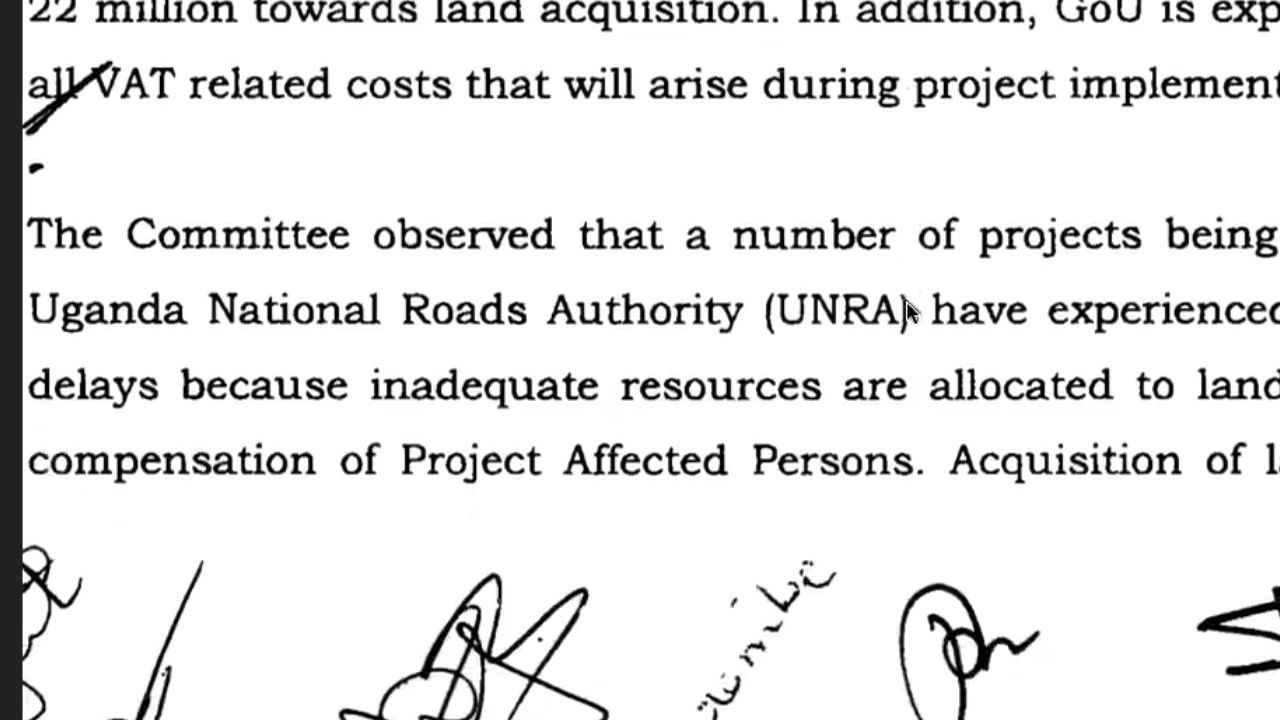 22 million towards land acquisition. In addition, GoU is exp
all VAT related costs that will arise during project implement
The Committee observed that a number of projects being
Uganda National Roads Authority (UNRA) have experienced
delays because inadequate resources are allocated to land
compensation of Project Affected Persons. Acquisition of l